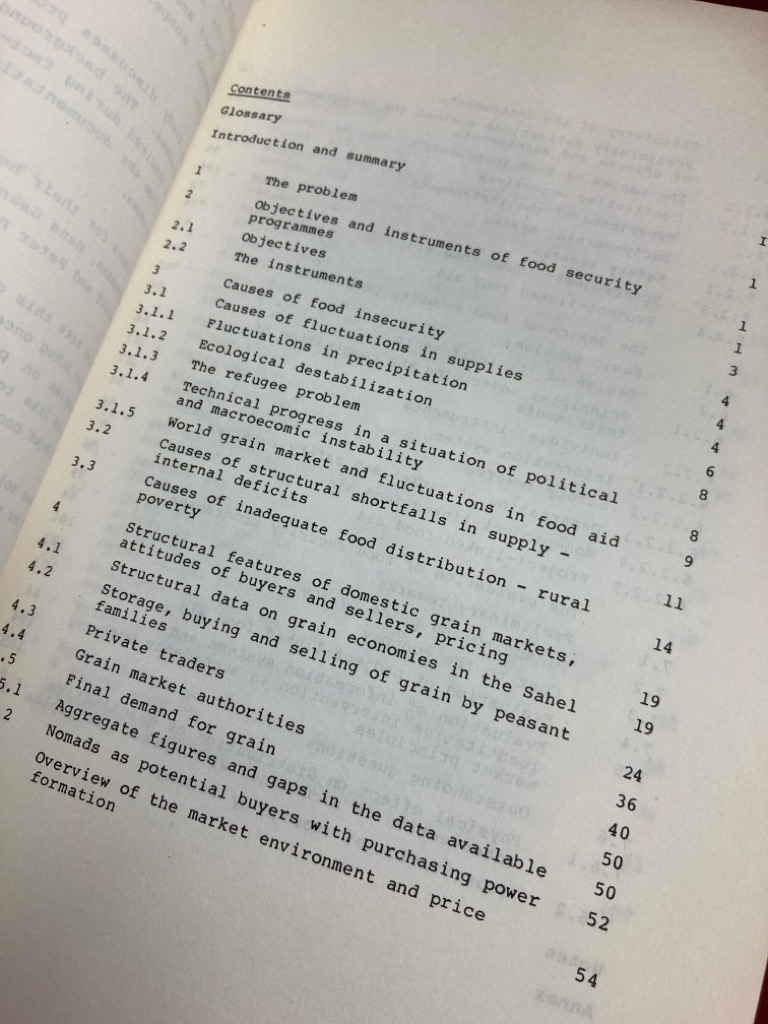 Contents
Glossary
Introduction and summary I
1 The problem 1
2 Objectives and instruments of food security
programmes 1
2.1 Objectives 1
2.2 The instruments 3
3 Causes of food insecurity 4
3.1 Causes of fluctuations in supplies 4
3.1.1 Fluctuations in precipitation 4
3.1.2 Ecological destabilization 6
3.1.3 The refugee problem 8
3.1.4 Technical progress in a situation of political
and macroecomic instability 8
3.1.5 World grain market and fluctuations in food aid 9
3.2 Causes of structural shortfalls in supply -
internal deficits 11
3.3 Causes of inadequate food distribution - rural
poverty 14
4 Structural features of domestic grain markets,
attitudes of buyers and sellers, pricing 19
4.1 Structural data on grain economies in the Sahel 19
4.2 Storage, buying and selling of grain by peasant
families 24
4.3 Private traders 36
4.4 Grain market authorities 40
.5 Final demand for grain 50
5.1 Aggregate figures and gaps in the data available 50
2 Nomads as potential buyers with purchasing power 52
Overview of the market environment and price
formation 54